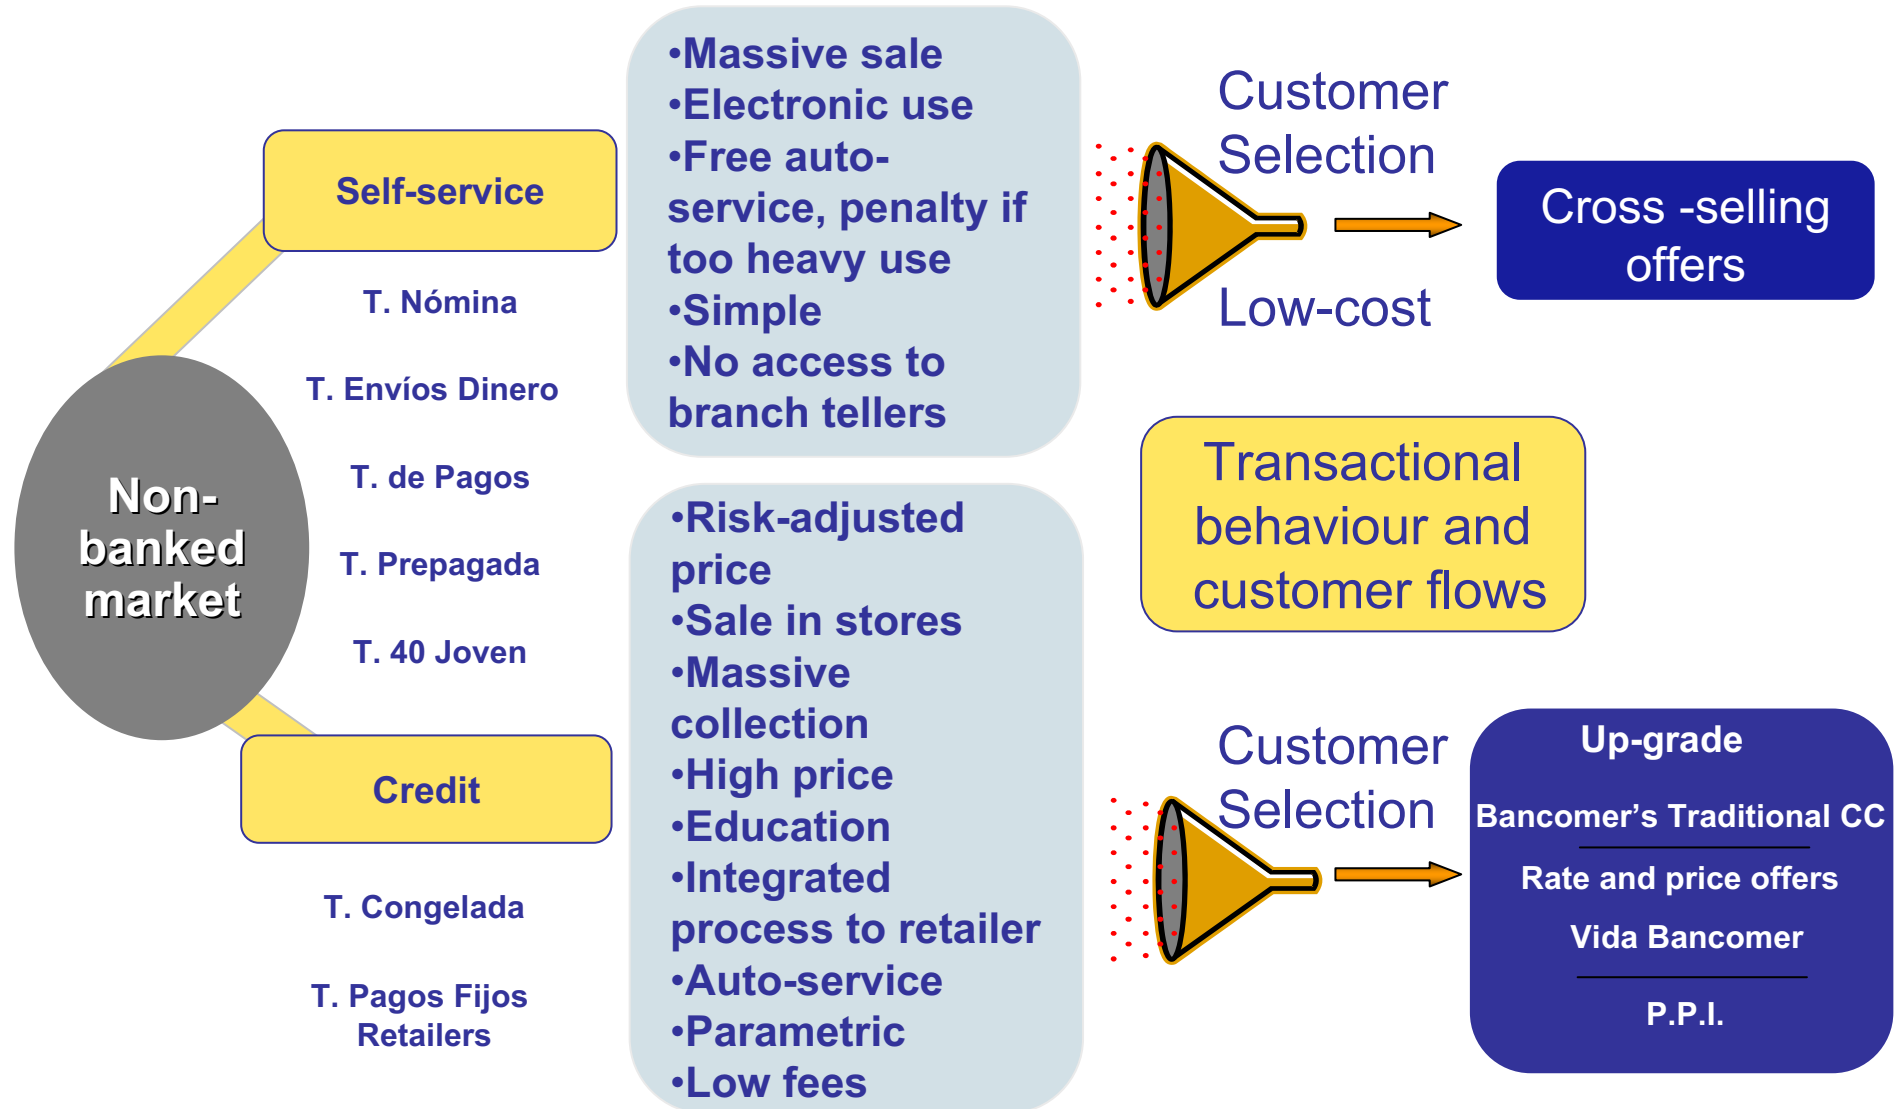 Non-
banked
market
Self-service
T. Nómina
T. Envíos Dinero
T. de Pagos
T. Prepagada
T. 40 Joven
Credit
T. Congelada
T. Pagos Fijos
Retailers
•Massive sale
•Electronic use
•Free auto-
service, penalty if
too heavy use
•Simple
•No access to
branch tellers
•Risk-adjusted
price
•Sale in stores
•Massive
collection
•High price
•Education
•Integrated
process to retailer
•Auto-service
•Parametric
•Low fees
Customer
Selection
Low-cost
Cross -selling
offers
Transactional
behaviour and
customer flows
Customer
Selection
Up-grade
Bancomer’s Traditional CC
Rate and price offers
Vida Bancomer
P.P.I.